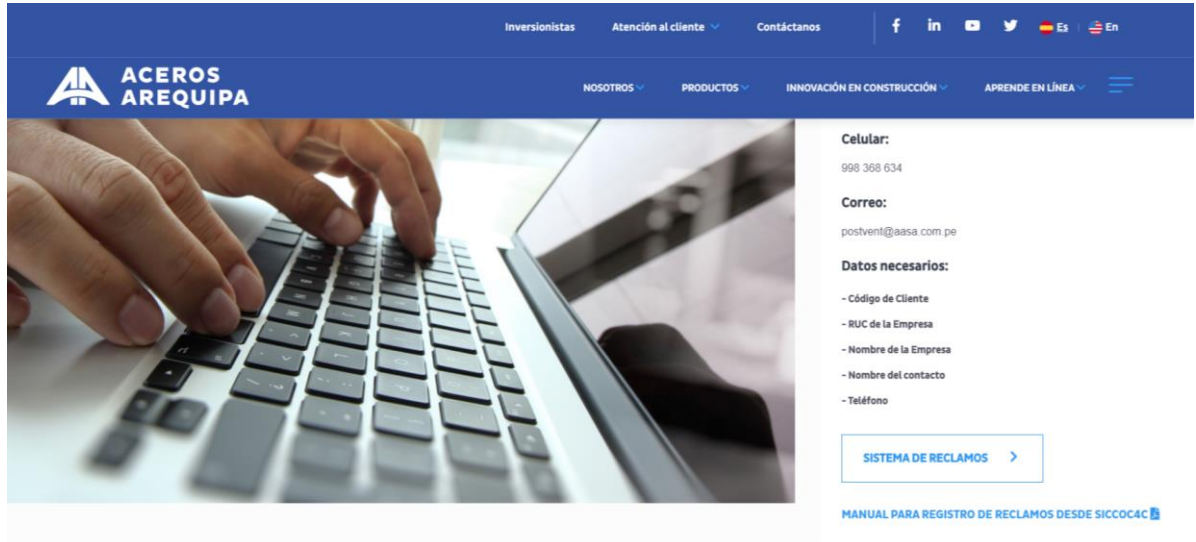 Inversionistas Atención al cliente Contáctanos Es En
ACEROS
AREQUIPA
NOSOTROS PRODUCTOS INNOVACIÓN EN CONSTRUCCIÓN APRENDE EN LÍNEA
Celular:
998 368 634
Correo:
postvent@aasa.com.pe
Datos necesarios:
- Código de Cliente
- RUC de la Empresa
- Nombre de la Empresa
- Nombre del contacto
- Teléfono
SISTEMA DE RECLAMOS
MANUAL PARA REGISTRO DE RECLAMOS DESDE SICCOC4C